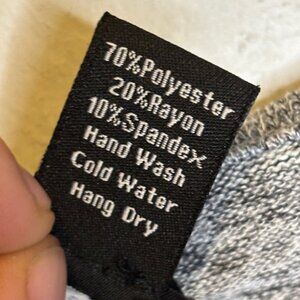 70%Polyester
20%Rayon
10%Spandex
Hand Wash
Cold Water
Hang Dry